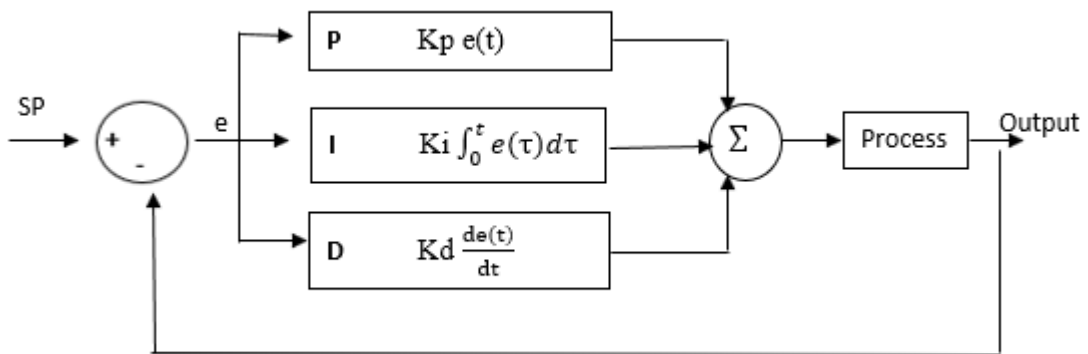 P Kp e(t)
SP
+
-
e
I Ki ∫₀ᵗ e(τ)dτ
Σ
Process
Output
D Kd de(t)/dt